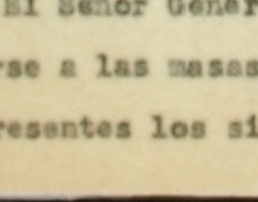 El Señor Gener
rse a las masas
resentes los si